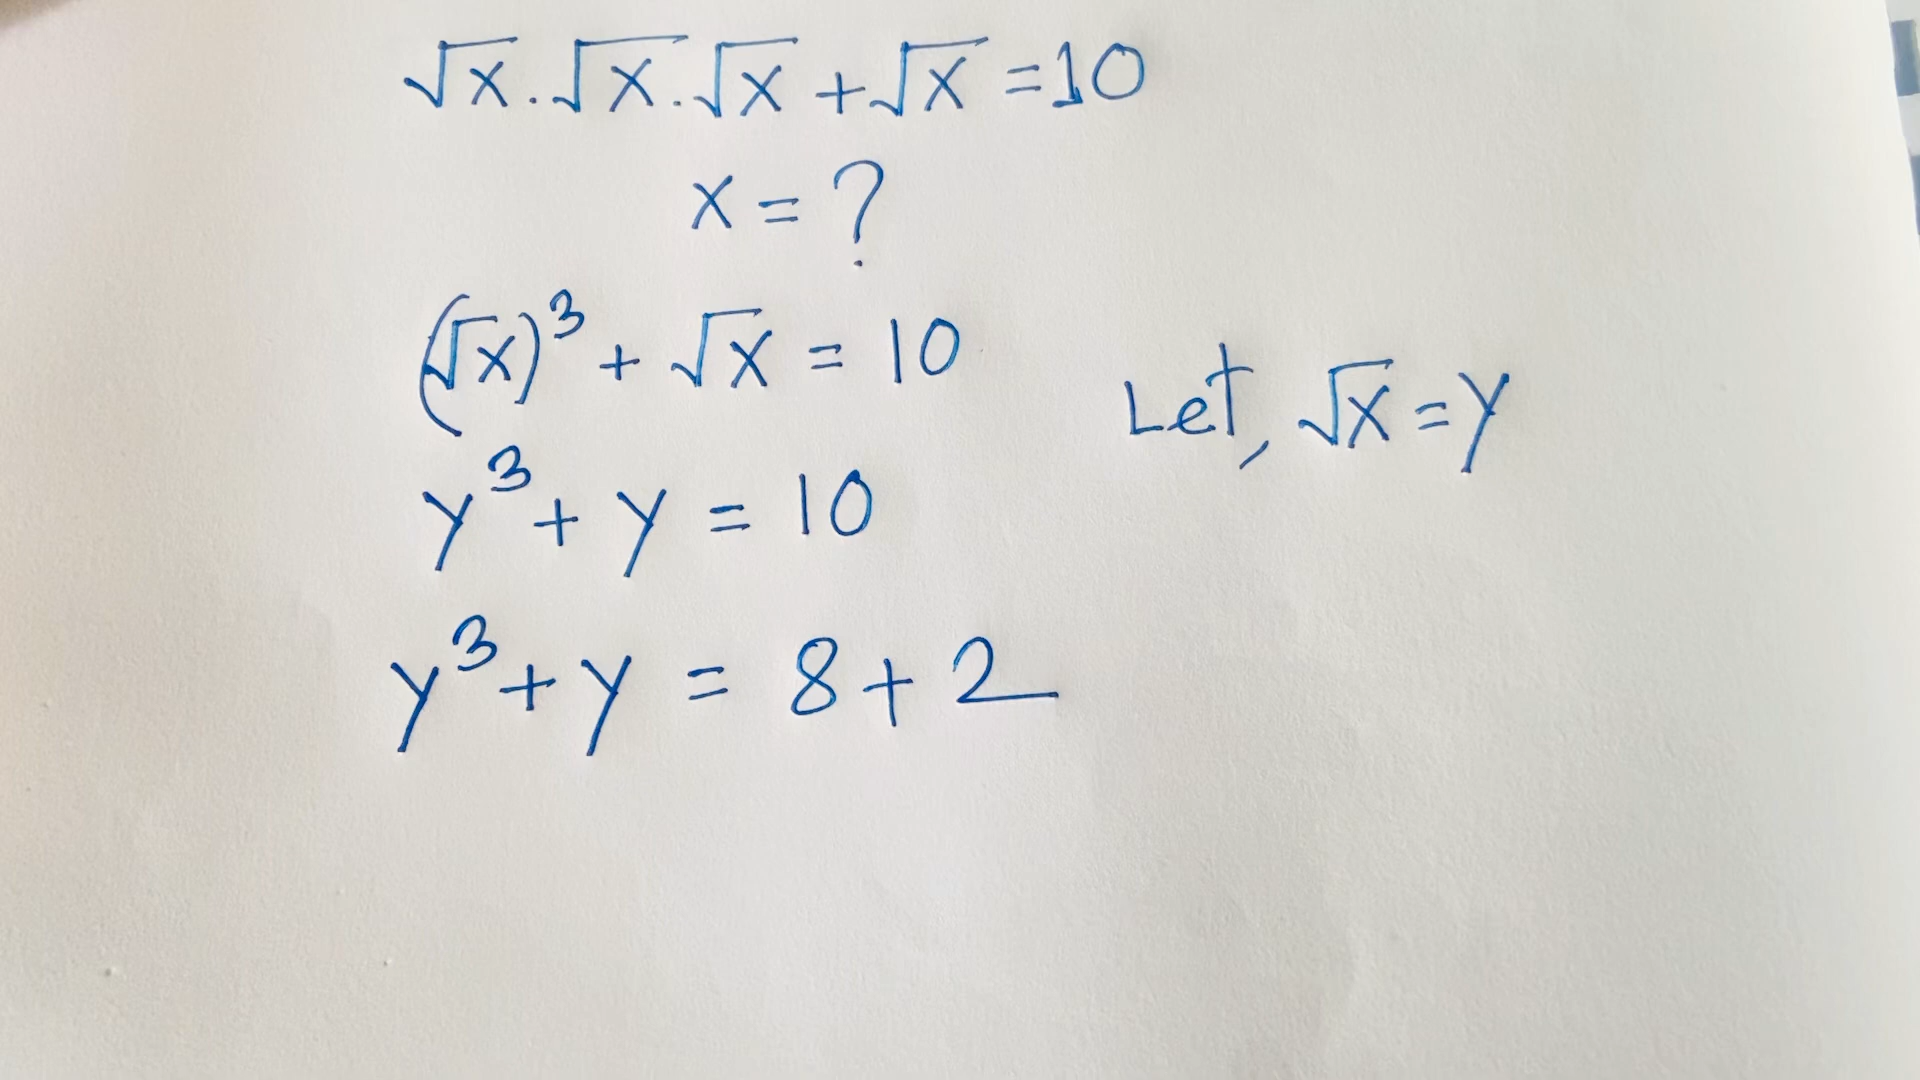 √x.√x.√x+√x=10
x=?
(√x)³+√x=10
Let, √x=y
y³+y=10
y³+y=8+2